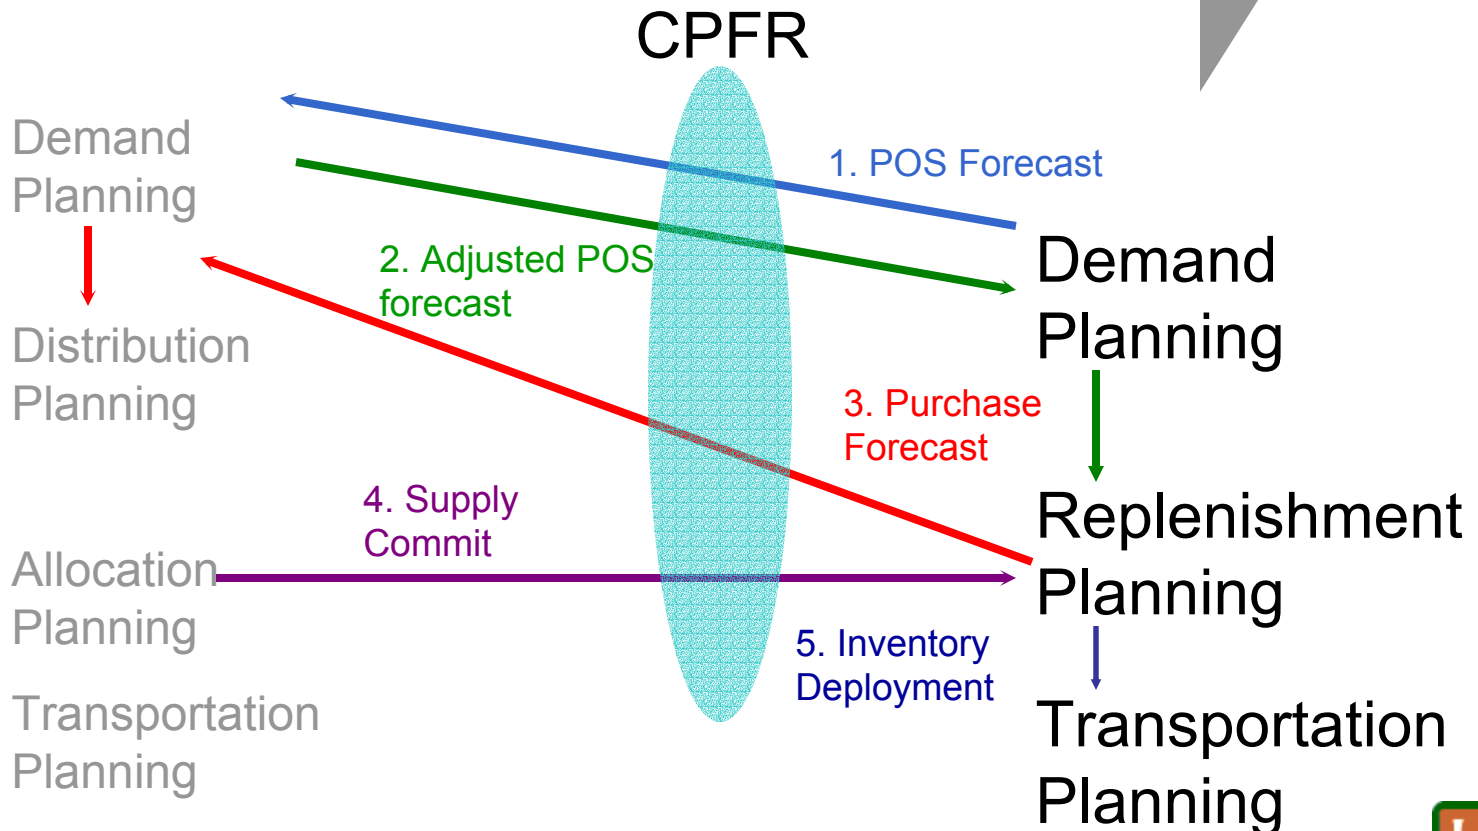 CPFR
Demand
Planning
1. POS Forecast
2. Adjusted POS
forecast
Demand
Planning
Distribution
Planning
3. Purchase
Forecast
4. Supply
Commit
Replenishment
Planning
Allocation
Planning
5. Inventory
Deployment
Transportation
Planning
Transportation
Planning